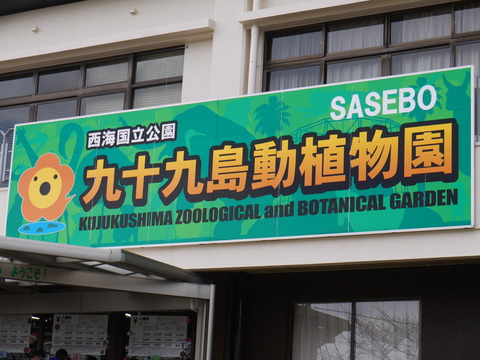 SASEBO
西海国立公園
九十九島動植物園
KUJUKUSHIMA ZOOLOGICAL and BOTANICAL GARDEN
ようこそ!